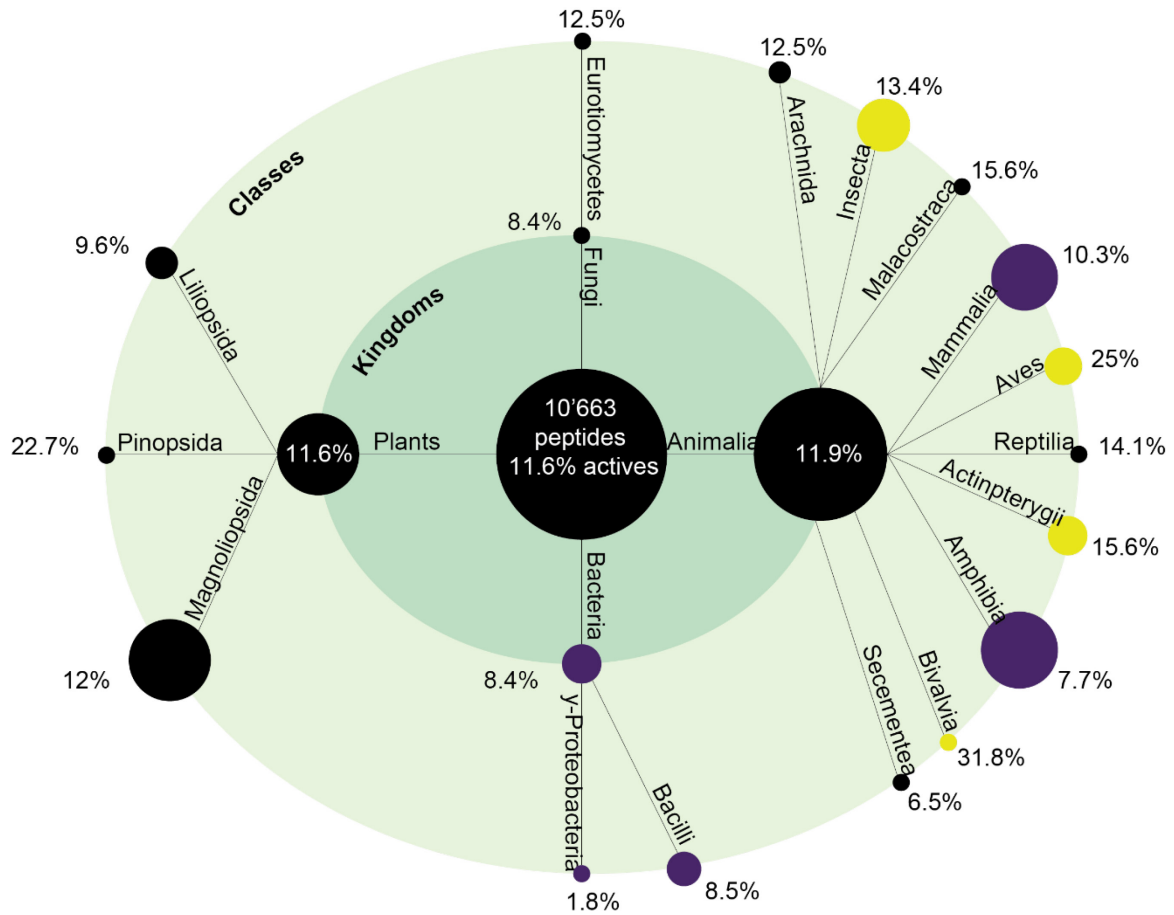 12.5%
Eurotiomycetes
12.5%
Arachnida
13.4%
Insecta
15.6%
Malacostraca
10.3%
Mammalia
25%
Aves
Reptilia
14.1%
Actinpterygii
15.6%
Amphibia
7.7%
Bivalvia
31.8%
Secementea
6.5%
Classes
Kingdoms
8.4%
Fungi
9.6%
Liliopsida
22.7%
Pinopsida
Magnoliopsida
12%
11.6%
Plants
10'663
peptides
11.6% actives
Animalia
11.9%
Bacteria
8.4%
y-Proteobacteria
1.8%
Bacilli
8.5%